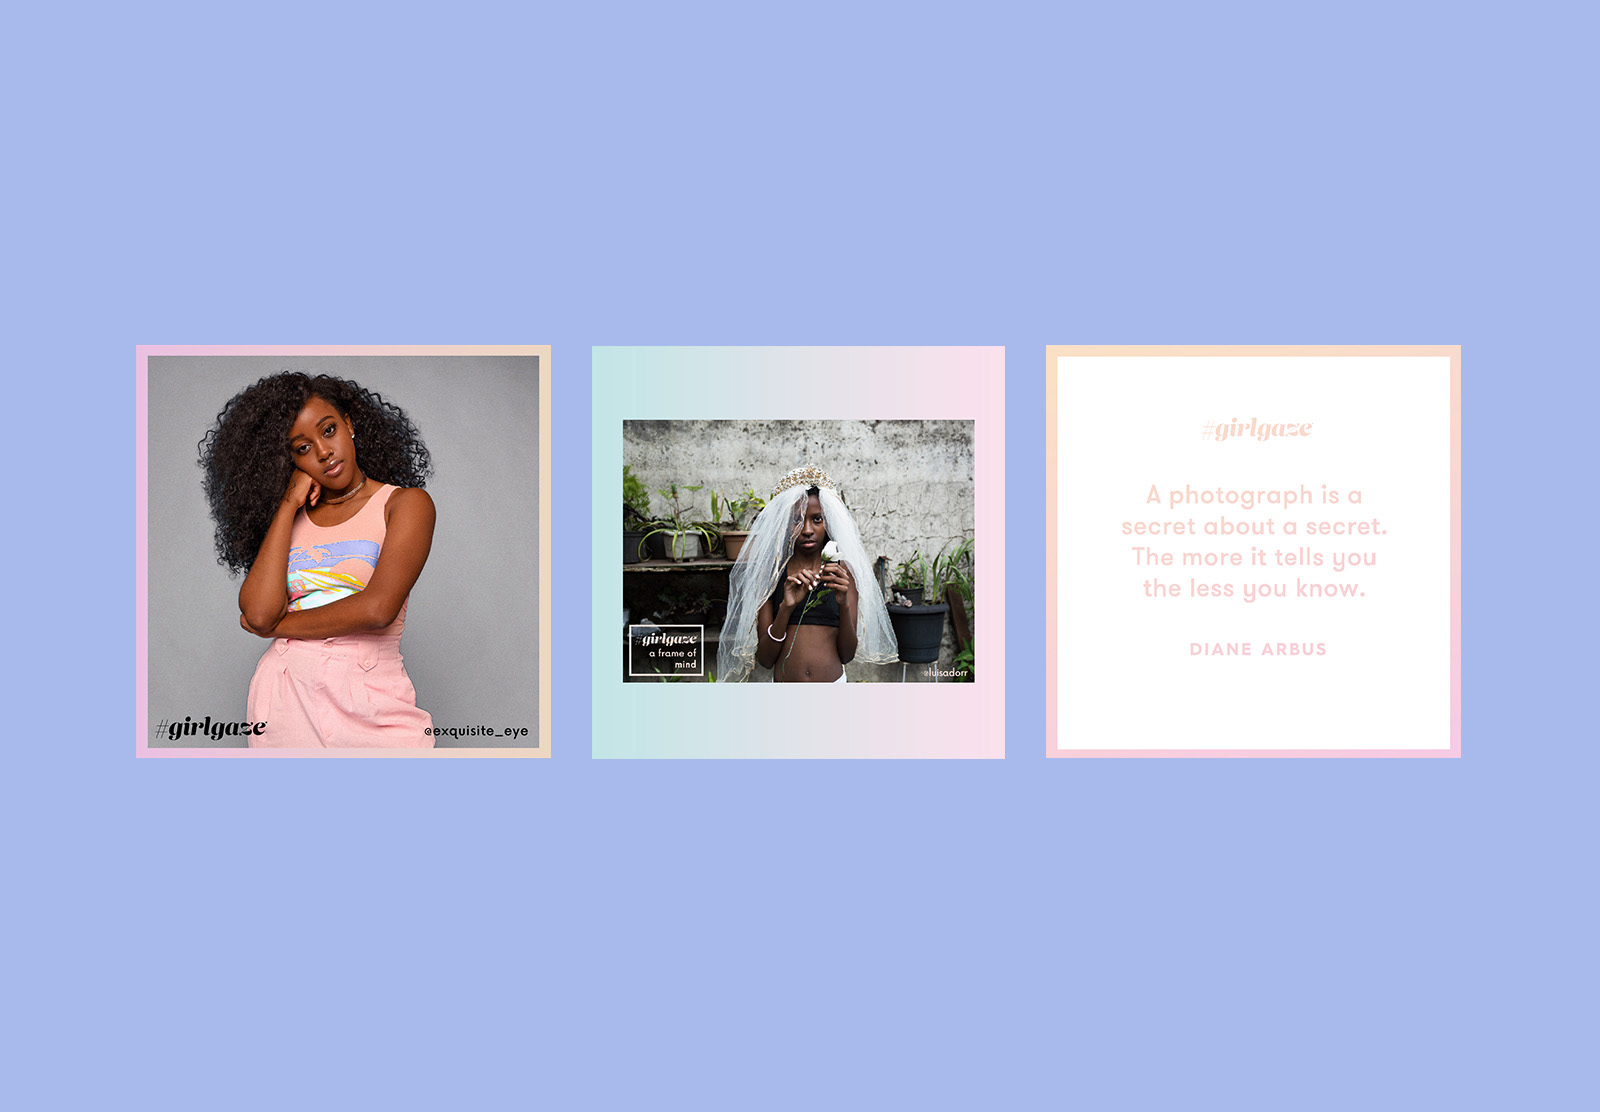 #girlgaze
@exquisite_eye
#girlgaze
a frame of
mind
@luisadorr
#girlgaze
A photograph is a
secret about a secret.
The more it tells you
the less you know.
DIANE ARBUS